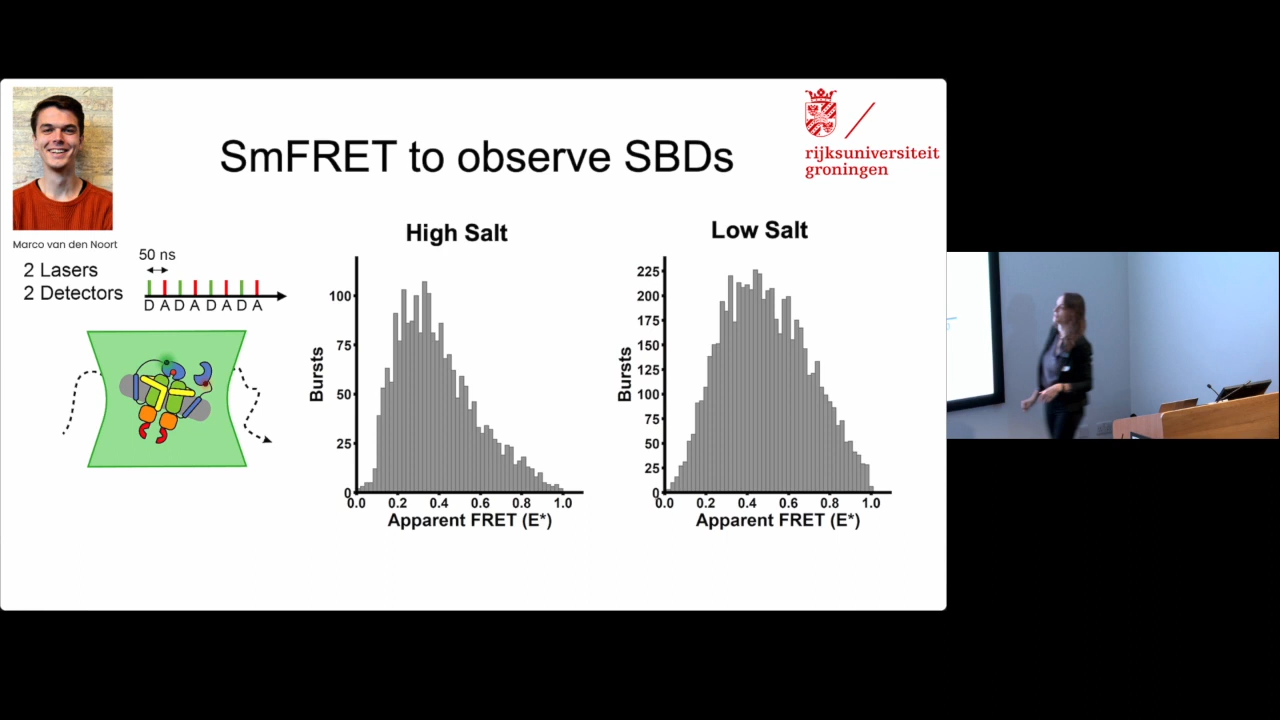 SmFRET to observe SBDs
rijksuniversiteit
groningen
Marco van den Noort
2 Lasers
2 Detectors
50 ns
D A D A D A D A
High Salt
Bursts
100
75
50
25
0
0.0 0.2 0.4 0.6 0.8 1.0
Apparent FRET (E*)
Low Salt
Bursts
225
200
175
150
125
100
75
50
25
0
0.0 0.2 0.4 0.6 0.8 1.0
Apparent FRET (E*)